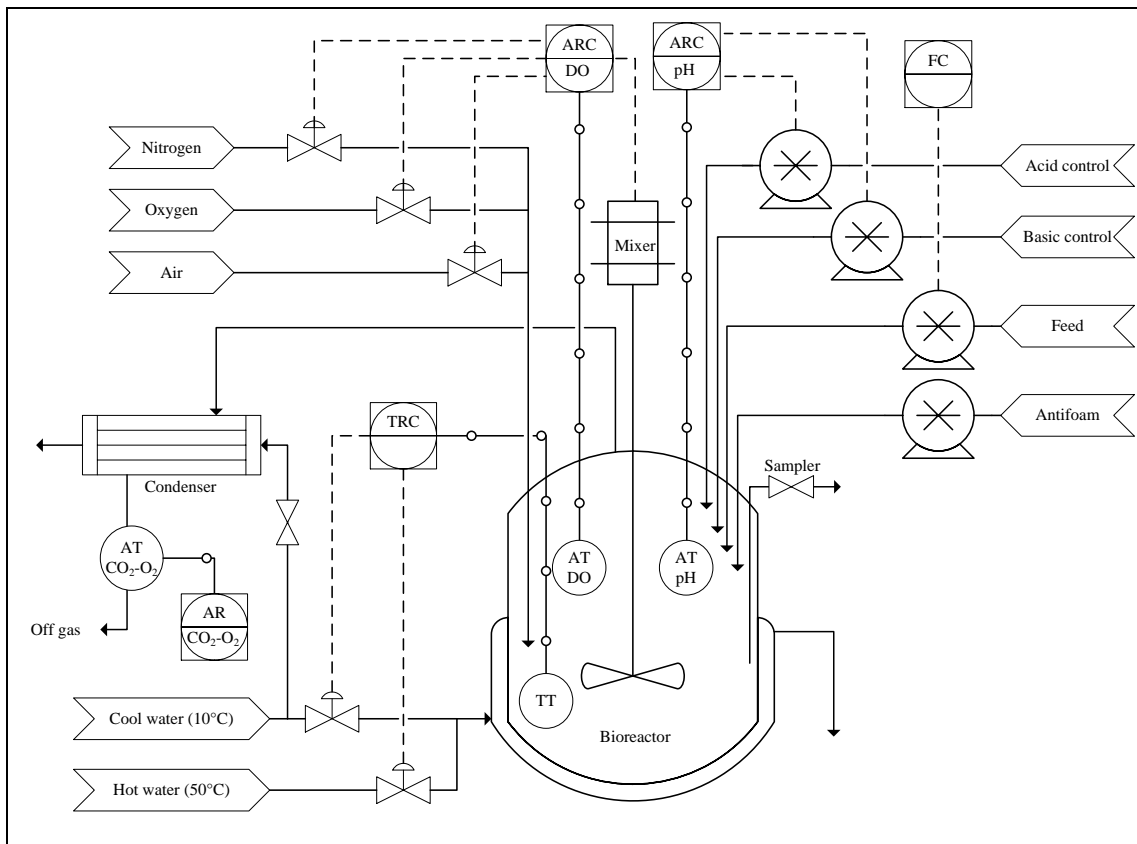 ARC
DO
ARC
pH
FC
Nitrogen
Oxygen
Air
Mixer
Acid control
Basic control
Feed
Antifoam
TRC
Condenser
Sampler
AT
CO₂-O₂
AT
DO
AT
pH
AR
CO₂-O₂
Off gas
TT
Cool water (10°C)
Bioreactor
Hot water (50°C)